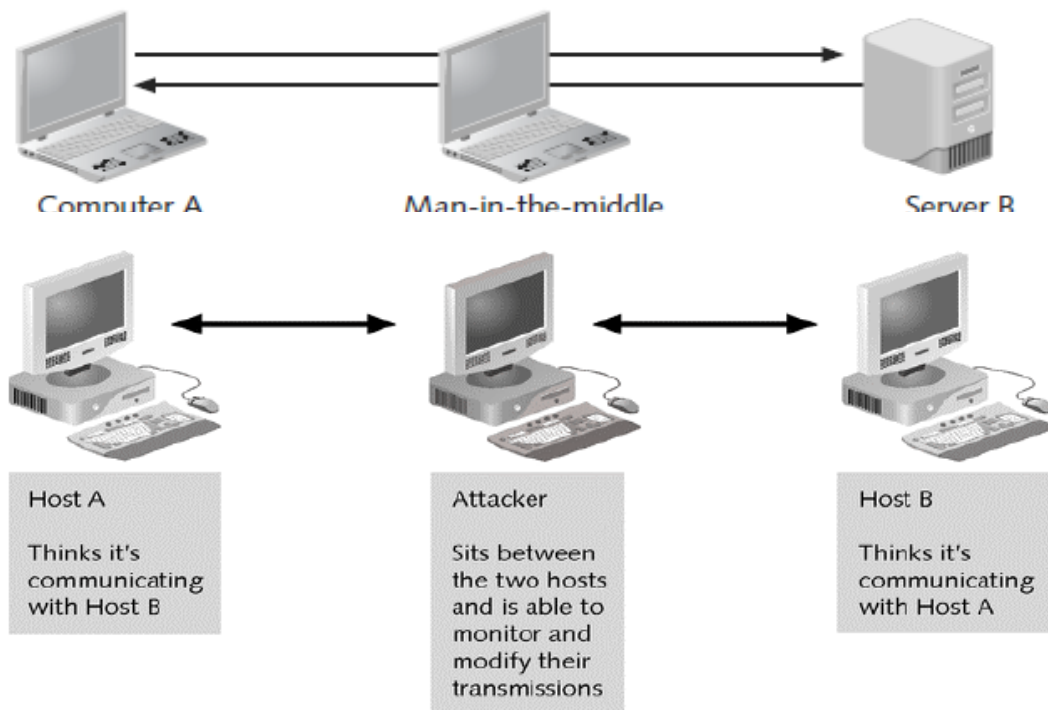 Computer A
Man-in-the-middle
Server B
Host A
Thinks it's
communicating
with Host B
Attacker
Sits between
the two hosts
and is able to
monitor and
modify their
transmissions
Host B
Thinks it's
communicating
with Host A